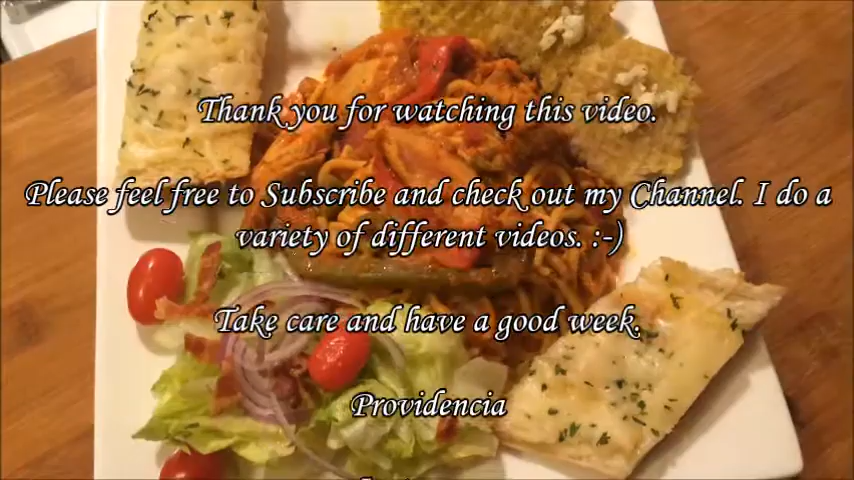 Thank you for watching this video.
Please feel free to Subscribe and check out my Channel. I do a
variety of different videos. :-)
Take care and have a good week.
Providencia